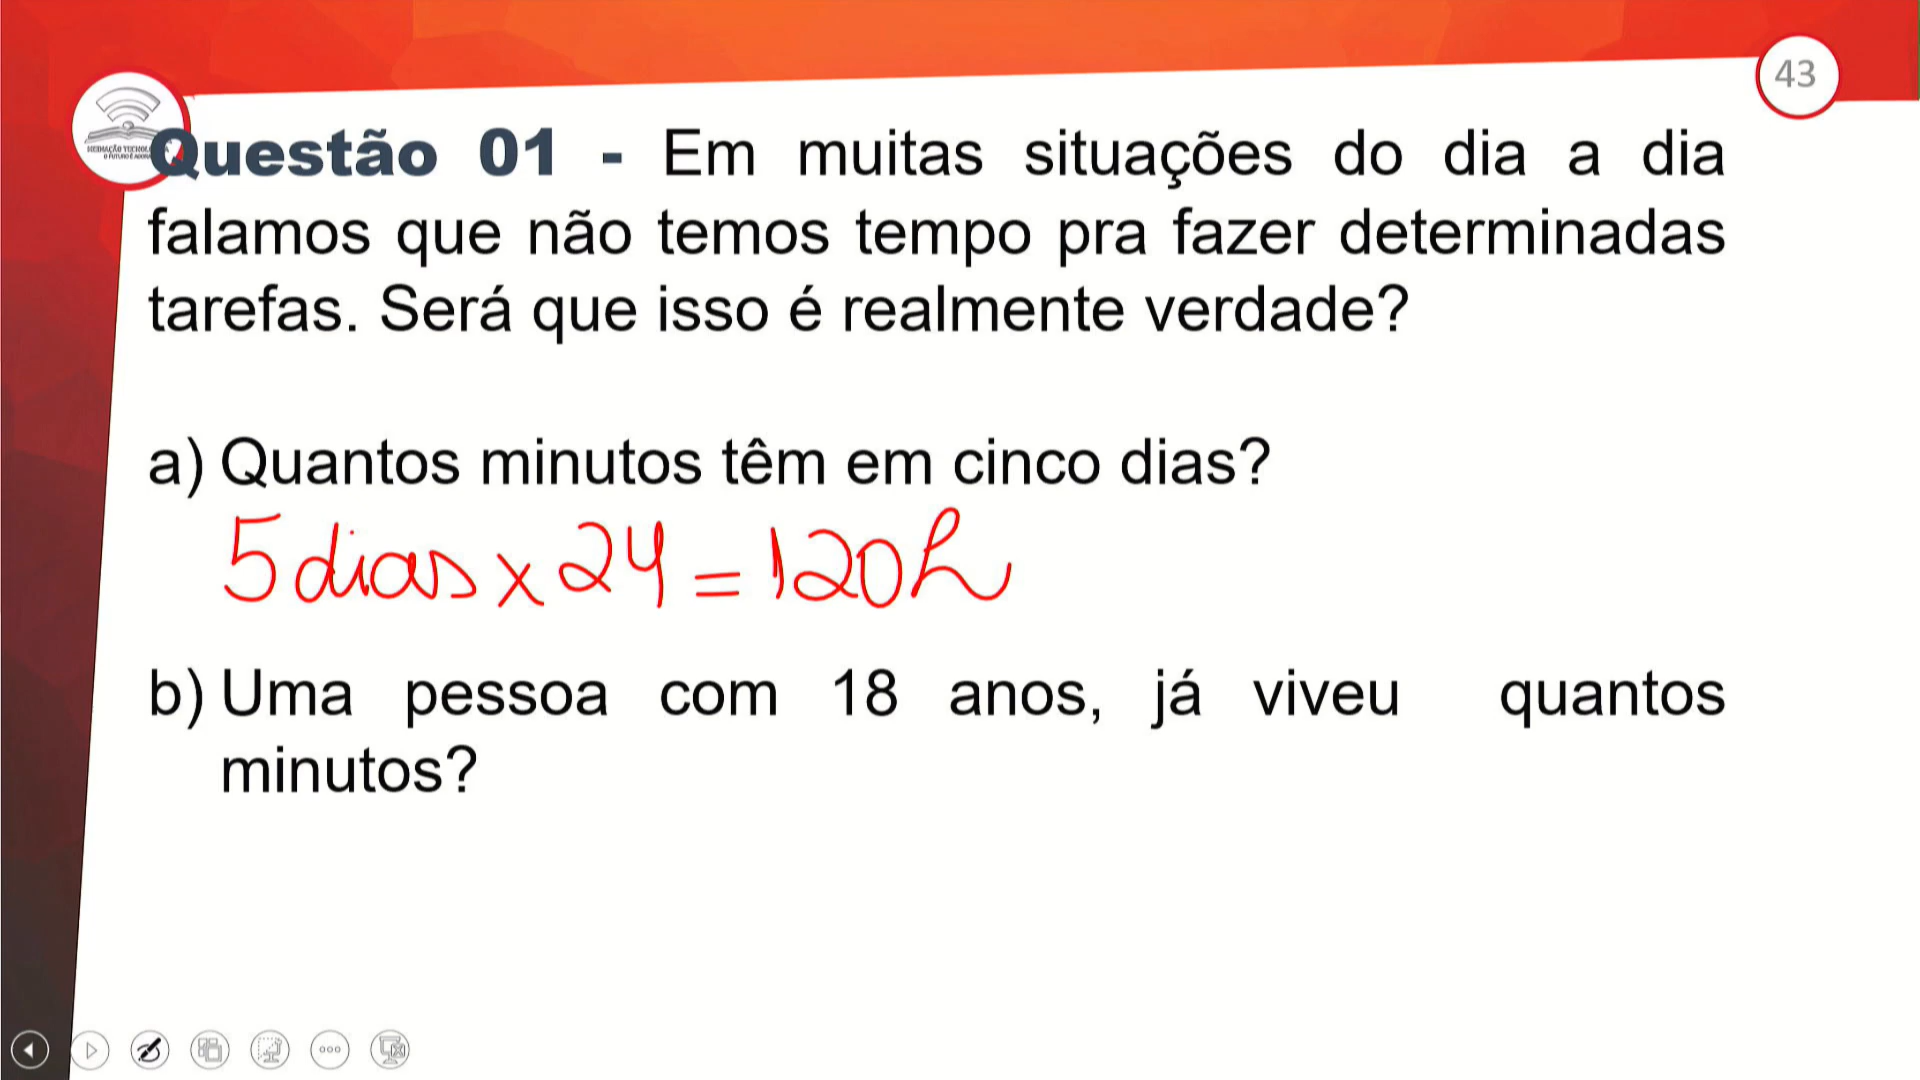 43
Questão 01 - Em muitas situações do dia a dia
falamos que não temos tempo pra fazer determinadas
tarefas. Será que isso é realmente verdade?
a) Quantos minutos têm em cinco dias?
5 dias x 24 = 120h
b) Uma pessoa com 18 anos, já viveu quantos
minutos?